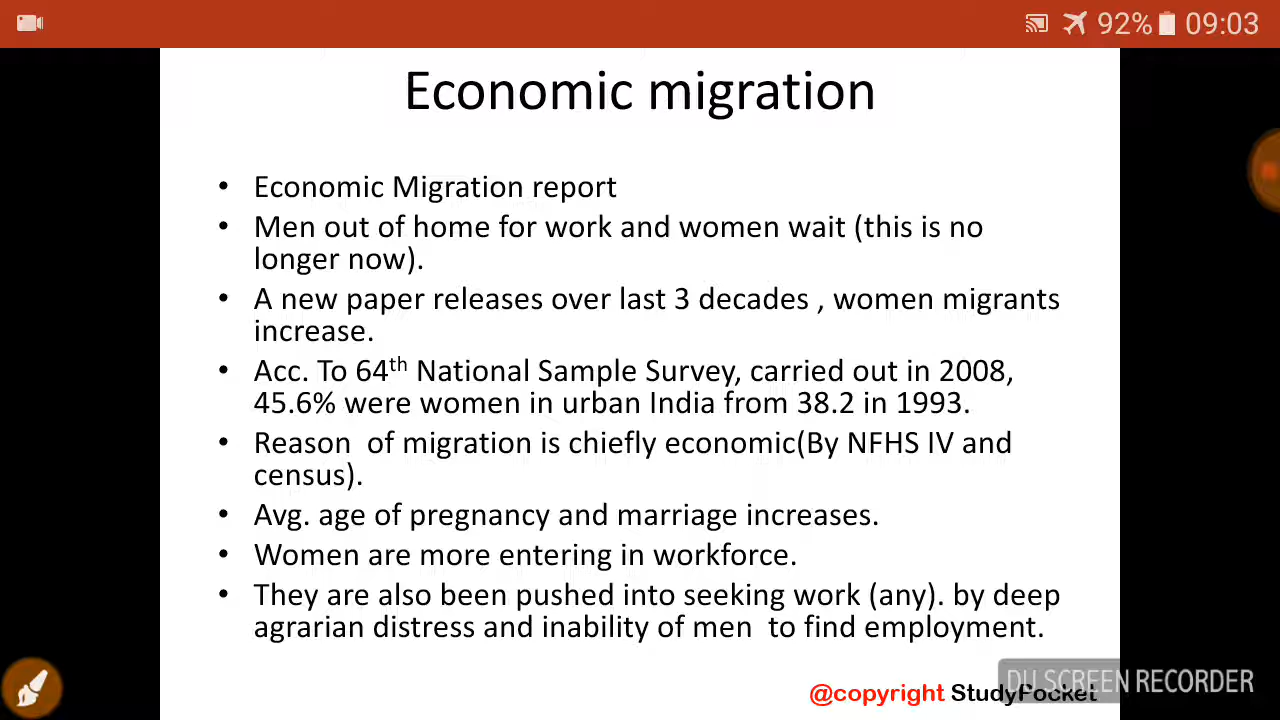 92% 09:03
Economic migration
• Economic Migration report
• Men out of home for work and women wait (this is no
longer now).
• A new paper releases over last 3 decades , women migrants
increase.
• Acc. To 64th National Sample Survey, carried out in 2008,
45.6% were women in urban India from 38.2 in 1993.
• Reason of migration is chiefly economic(By NFHS IV and
census).
• Avg. age of pregnancy and marriage increases.
• Women are more entering in workforce.
• They are also been pushed into seeking work (any). by deep
agrarian distress and inability of men to find employment.
DU SCREEN RECORDER
@copyright StudyPocket